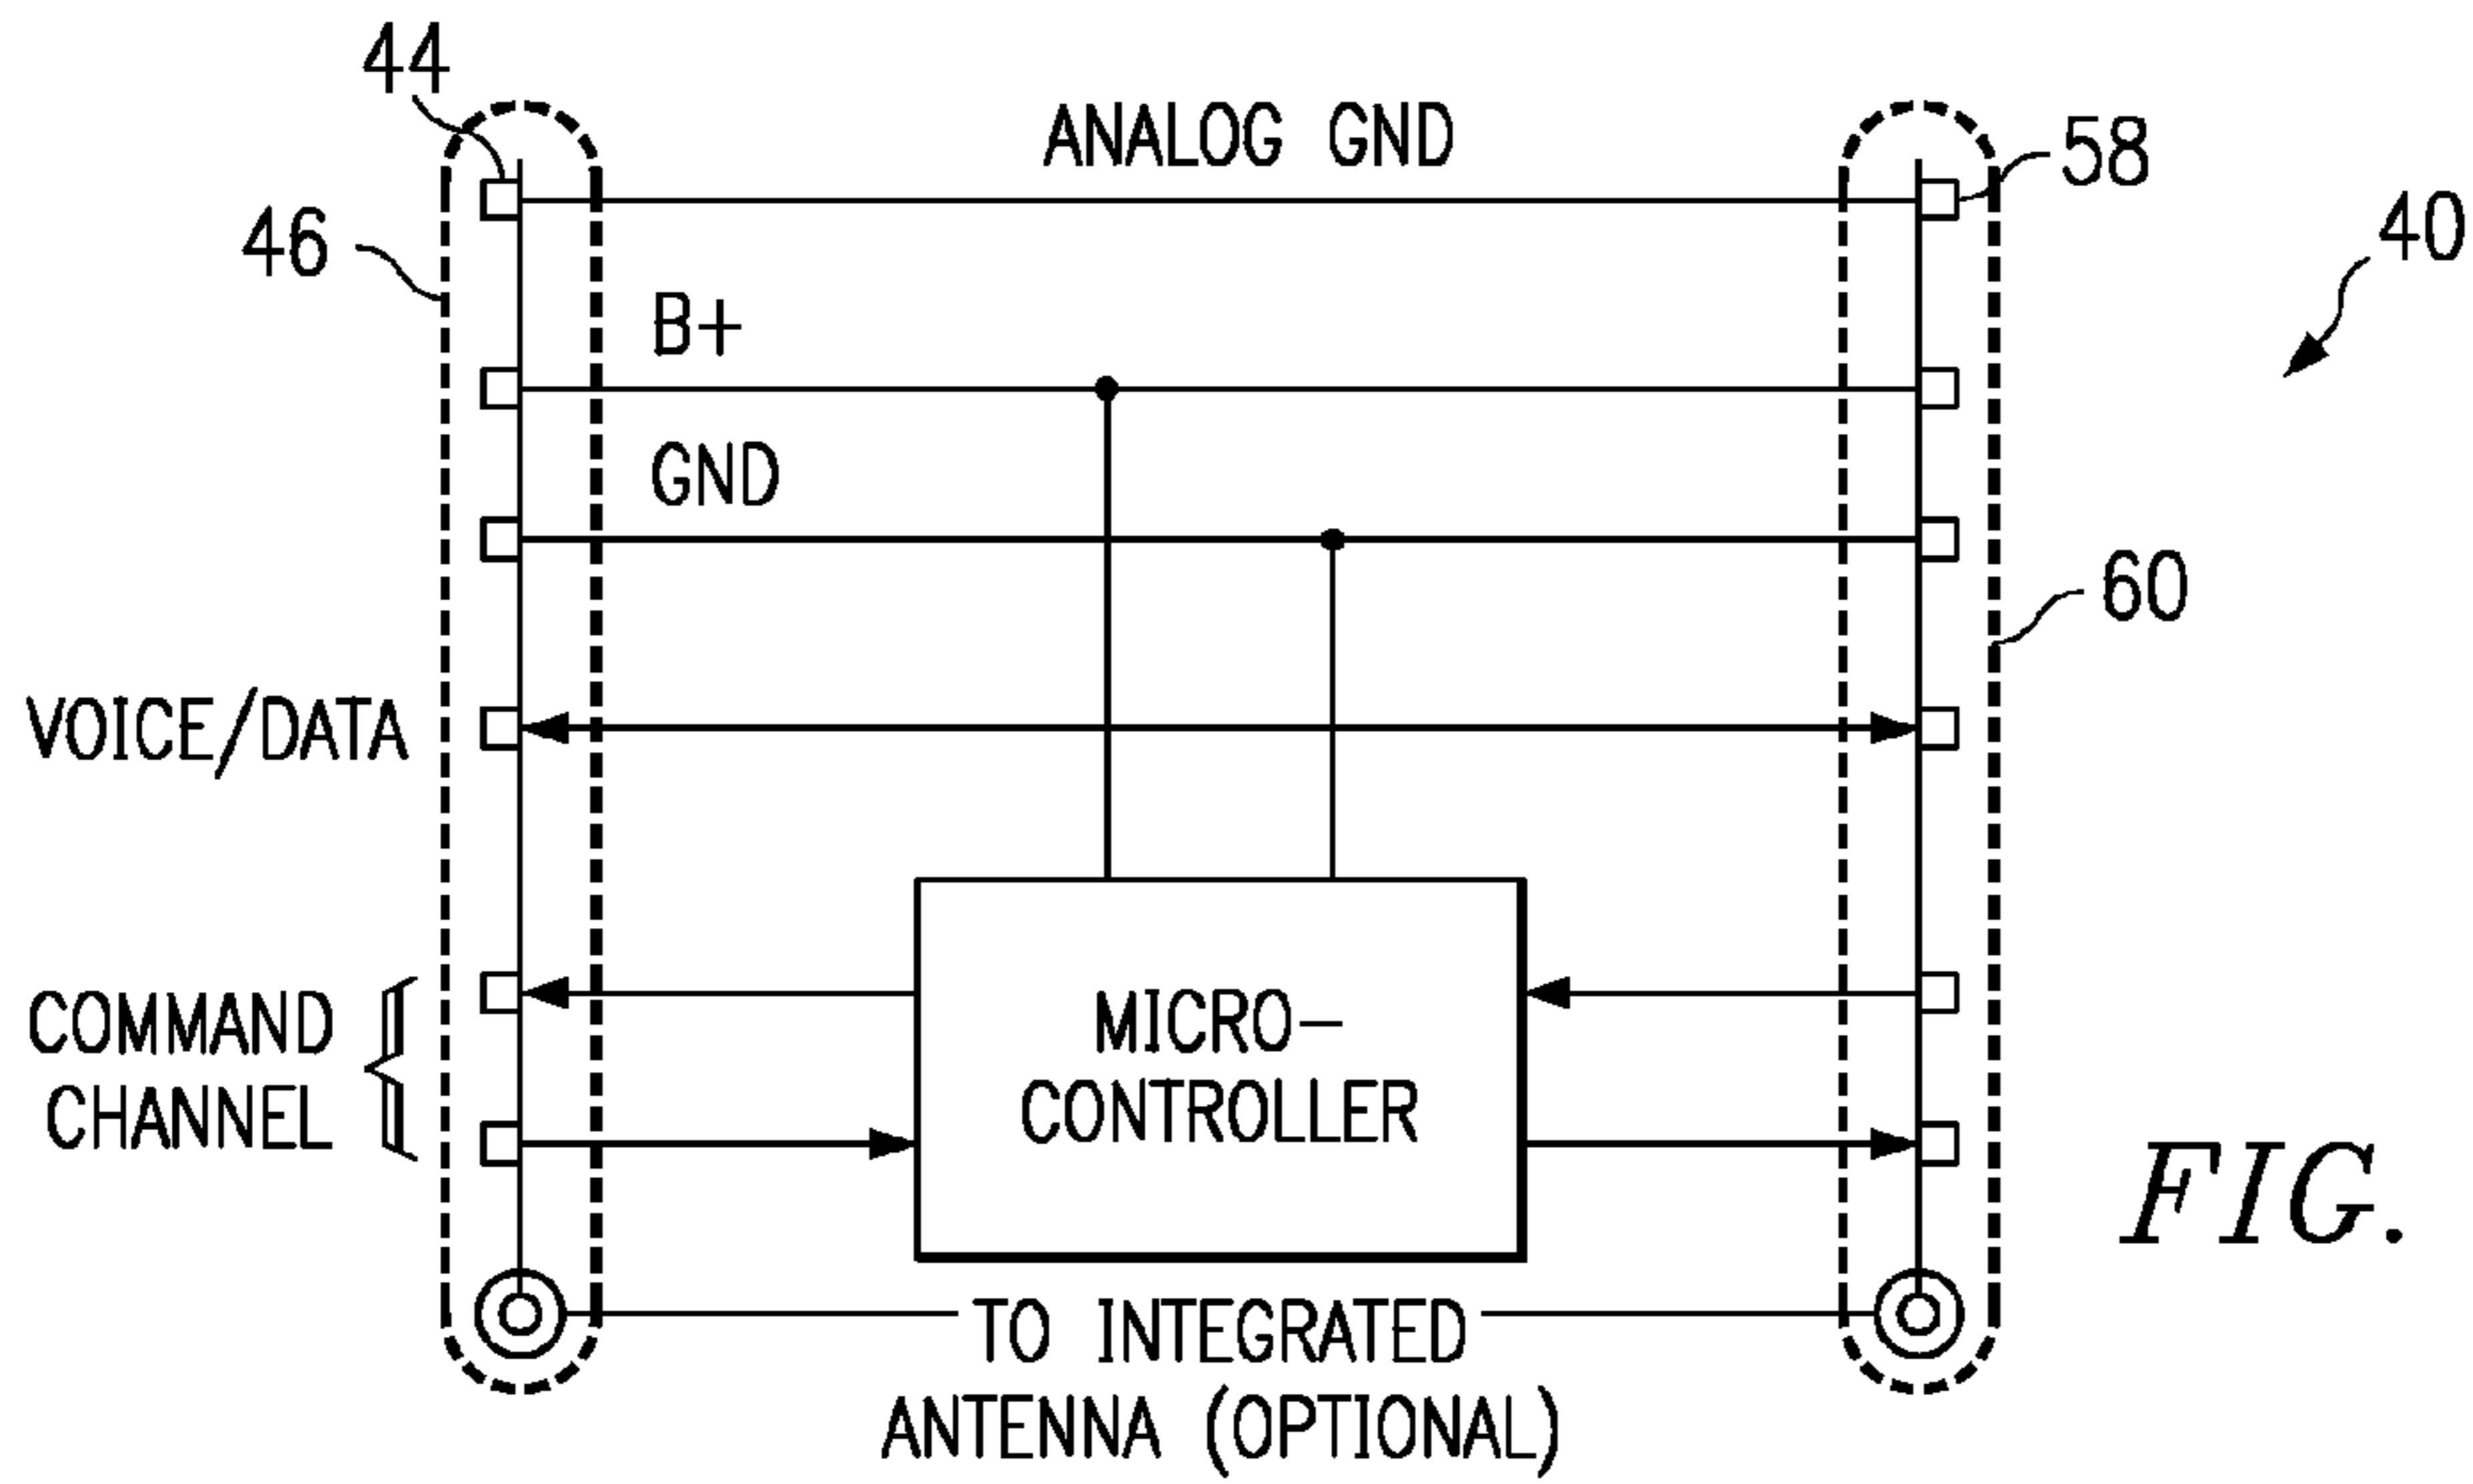 44
ANALOG GND
58
46
40
B+
GND
60
VOICE/DATA
COMMAND
CHANNEL
MICRO-
CONTROLLER
FIG.
TO INTEGRATED
ANTENNA (OPTIONAL)